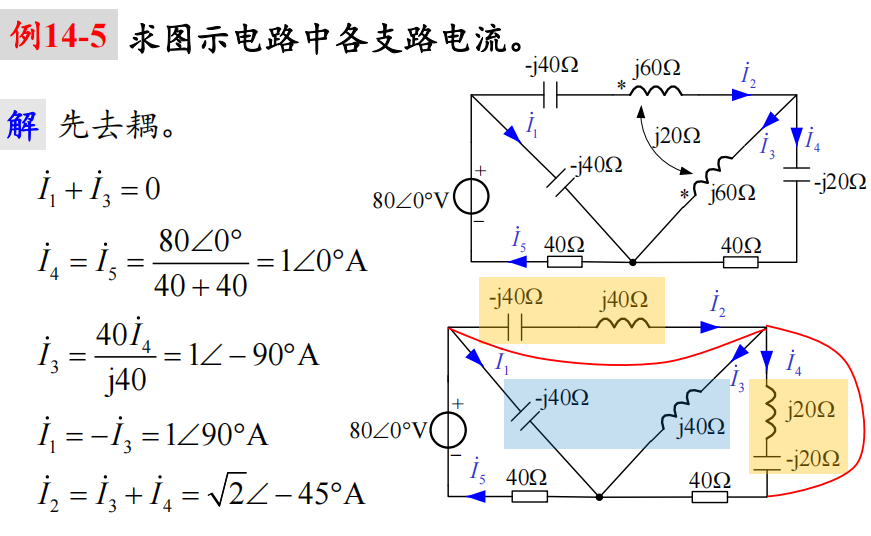 例14-5 求图示电路中各支路电流。
解 先去耦。
İ₁ + İ₃ = 0
İ₄ = İ₅ = 80∠0° / (40 + 40) = 1∠0°A
İ₃ = 40İ₄ / j40 = 1∠−90°A
İ₁ = −İ₃ = 1∠90°A
İ₂ = İ₃ + İ₄ = √2∠−45°A
-j40Ω
j60Ω
İ₂
*
İ₁
j20Ω
İ₃
İ₄
-j40Ω
*
j60Ω
-j20Ω
+
80∠0°V
−
İ₅
40Ω
40Ω
-j40Ω
j40Ω
İ₂
İ₁
İ₃
İ₄
-j40Ω
j40Ω
j20Ω
-j20Ω
+
80∠0°V
−
İ₅
40Ω
40Ω